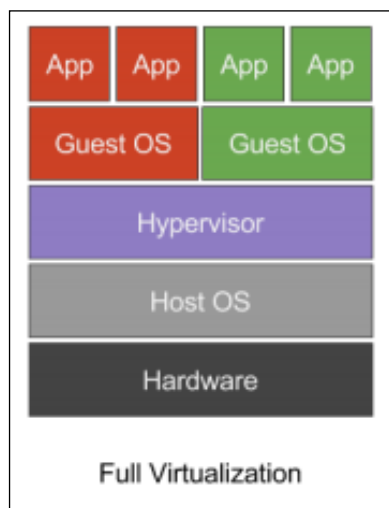 App App App App
Guest OS Guest OS
Hypervisor
Host OS
Hardware
Full Virtualization